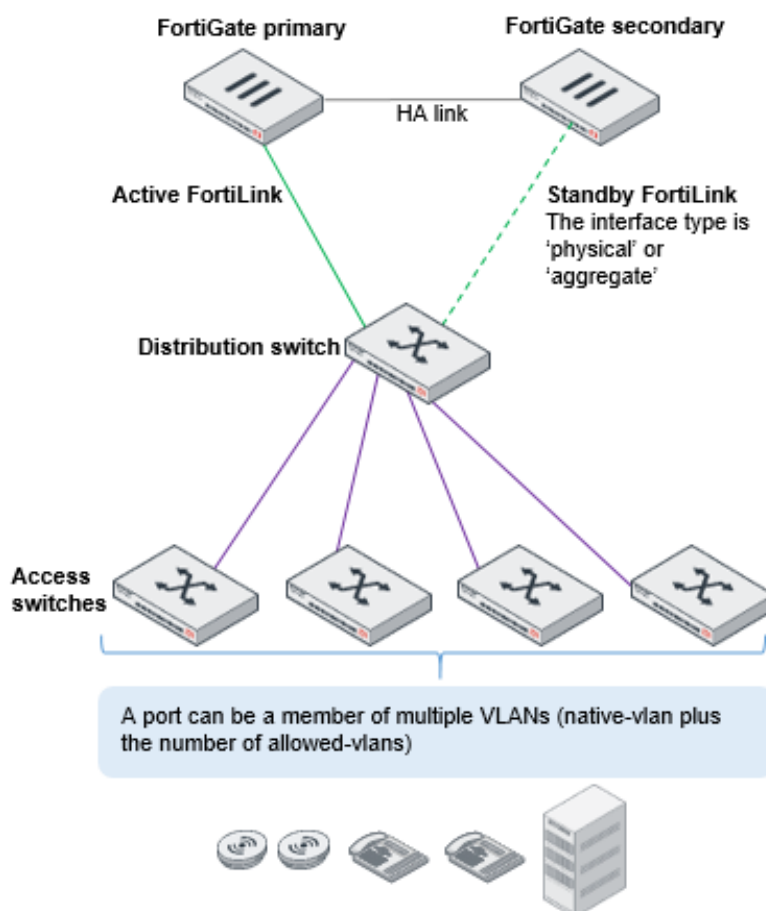 FortiGate primary
FortiGate secondary
HA link
Active FortiLink
Standby FortiLink
The interface type is
‘physical’ or
‘aggregate’
Distribution switch
Access
switches
A port can be a member of multiple VLANs (native-vlan plus
the number of allowed-vlans)